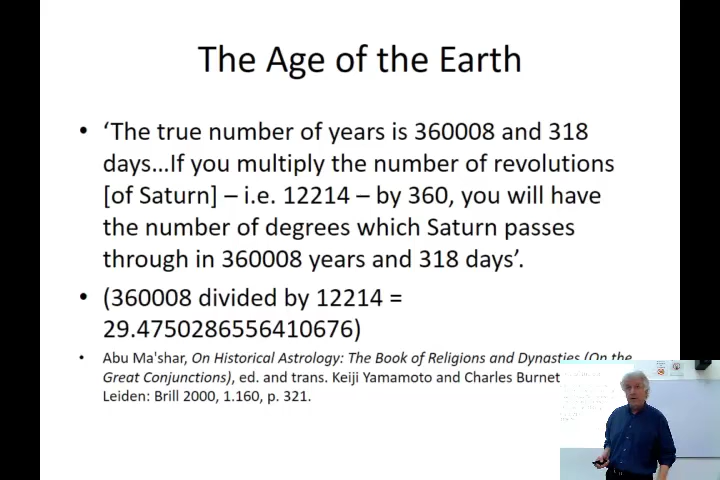 The Age of the Earth
• ‘The true number of years is 360008 and 318
days…If you multiply the number of revolutions
[of Saturn] – i.e. 12214 – by 360, you will have
the number of degrees which Saturn passes
through in 360008 years and 318 days’.
• (360008 divided by 12214 =
29.4750286556410676)
• Abu Ma'shar, On Historical Astrology: The Book of Religions and Dynasties (On the
Great Conjunctions), ed. and trans. Keiji Yamamoto and Charles Burnet
Leiden: Brill 2000, 1.160, p. 321.